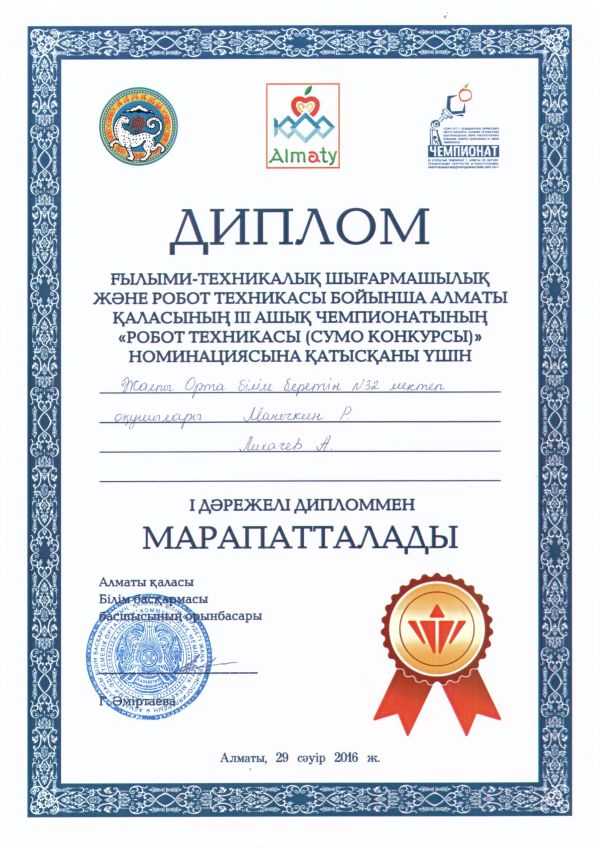 Almaty
ЧЕМПИОНАТ
ДИПЛОМ
ҒЫЛЫМИ-ТЕХНИКАЛЫҚ ШЫҒАРМАШЫЛЫҚ
ЖӘНЕ РОБОТ ТЕХНИКАСЫ БОЙЫНША АЛМАТЫ
ҚАЛАСЫНЫҢ III АШЫҚ ЧЕМПИОНАТЫНЫҢ
«РОБОТ ТЕХНИКАСЫ (СУМО КОНКУРСЫ)»
НОМИНАЦИЯСЫНА ҚАТЫСҚАНЫ ҮШІН
Жалпы Орта білім беретін №32 мектеп
оқушылары Манычкин Р.
Лихачев А.
I ДӘРЕЖЕЛІ ДИПЛОММЕН
МАРАПАТТАЛАДЫ
Алматы қаласы
Білім басқармасы
басшысының орынбасары
Г. Әміртаева
Алматы, 29 сәуір 2016 ж.